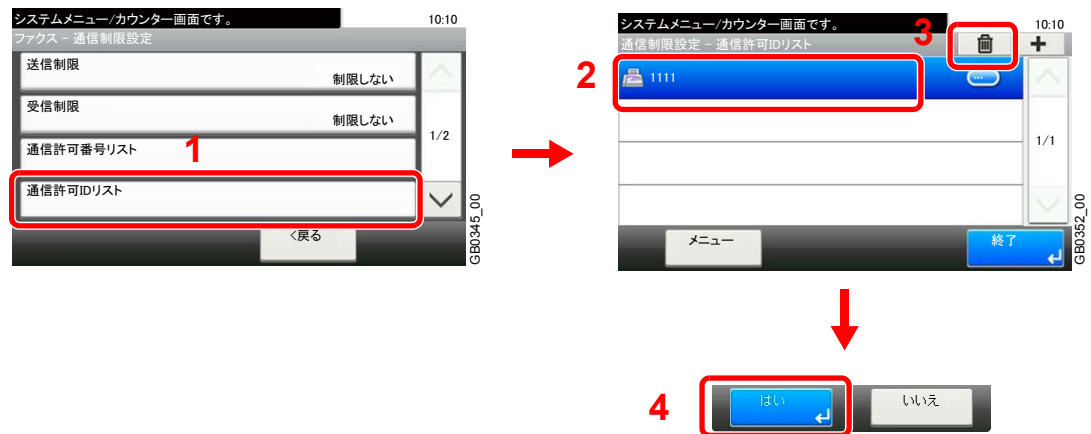 システムメニュー/カウンター画面です。
10:10
ファクス - 通信制限設定
送信制限
制限しない
受信制限
制限しない
1/2
通信許可番号リスト
1
通信許可IDリスト
<戻る
GB0345_00
システムメニュー/カウンター画面です。
10:10
通信制限設定 - 通信許可IDリスト
3
+
2
1111
...
1/1
メニュー
終了
GB0352_00
4
はい
いいえ